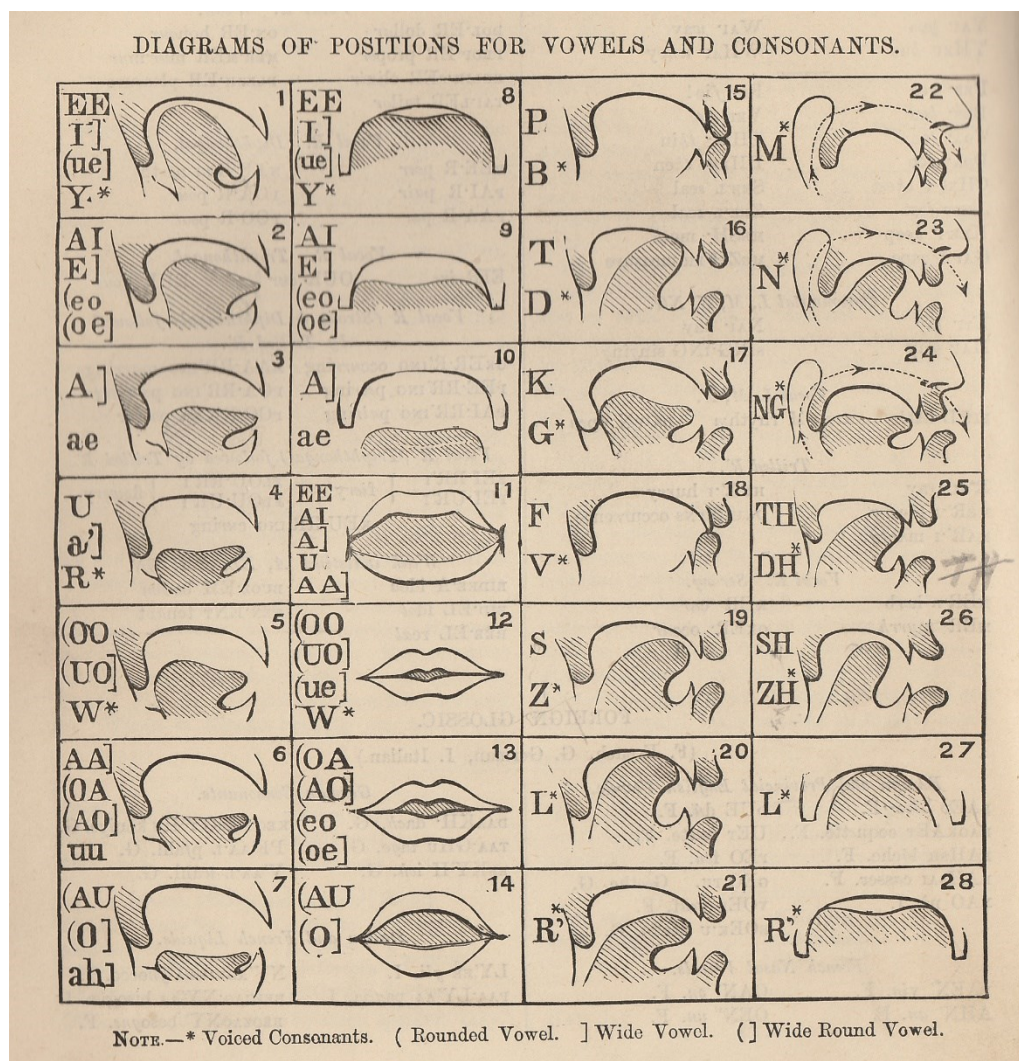 DIAGRAMS OF POSITIONS FOR VOWELS AND CONSONANTS.
EE
I']
(ue]
Y*
1
EE
I']
(ue]
Y*
8
P
B*
15
M*
22
AI
E]
(eo
(oe]
2
AI
E]
(eo
(oe]
9
T
D*
16
N*
23
A]
ae
3
A]
ae
10
K
G*
17
NG*
24
U
a']
R*
4
EE
AI
A]
U
AA]
11
F
V*
18
TH
DH*
25
TH
(OO
(UO]
W*
5
(OO
(UO]
(ue]
W*
12
S
Z*
19
SH
ZH*
26
AA]
(OA
(AO]
uu
6
(OA
(AO]
eo
(oe]
13
L*
20
L*
27
(AU
(O]
ah]
7
(AU
(O]
14
R'*
21
R'*
28
NOTE.—* Voiced Consonants. ( Rounded Vowel. ] Wide Vowel. (] Wide Round Vowel.